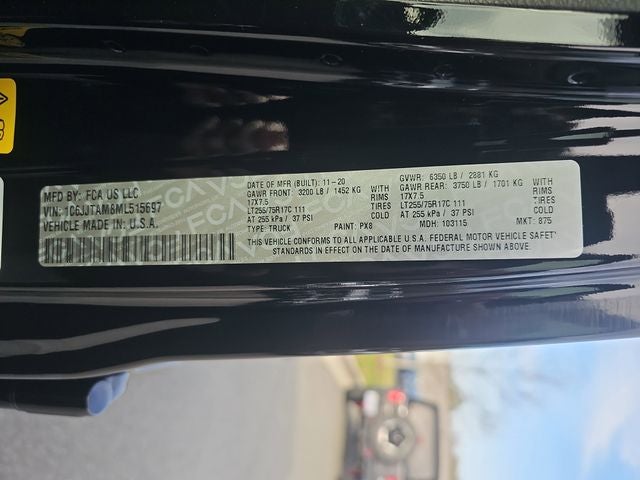 MFD BY: FCA US LLC
VIN: 1C6JJTAM6ML515697
VEHICLE MADE IN: U.S.A.
DATE OF MFR (BUILT): 11-20
GAWR FRONT: 3200 LB / 1452 KG WITH
17X7.5 RIMS
LT255/75R17C 111 TIRES
AT 255 kPa / 37 PSI COLD
TYPE: TRUCK PAINT: PX8
GVWR: 6350 LB / 2881 KG
GAWR REAR: 3750 LB / 1701 KG WITH
17X7.5 RIMS
LT255/75R17C 111 TIRES
AT 255 kPa / 37 PSI COLD
MDH: 103115 MKT: 875
THIS VEHICLE CONFORMS TO ALL APPLICABLE U.S.A. FEDERAL MOTOR VEHICLE SAFETY
STANDARDS IN EFFECT ON THE DATE OF MANUFACTURE SHOWN ABOVE.